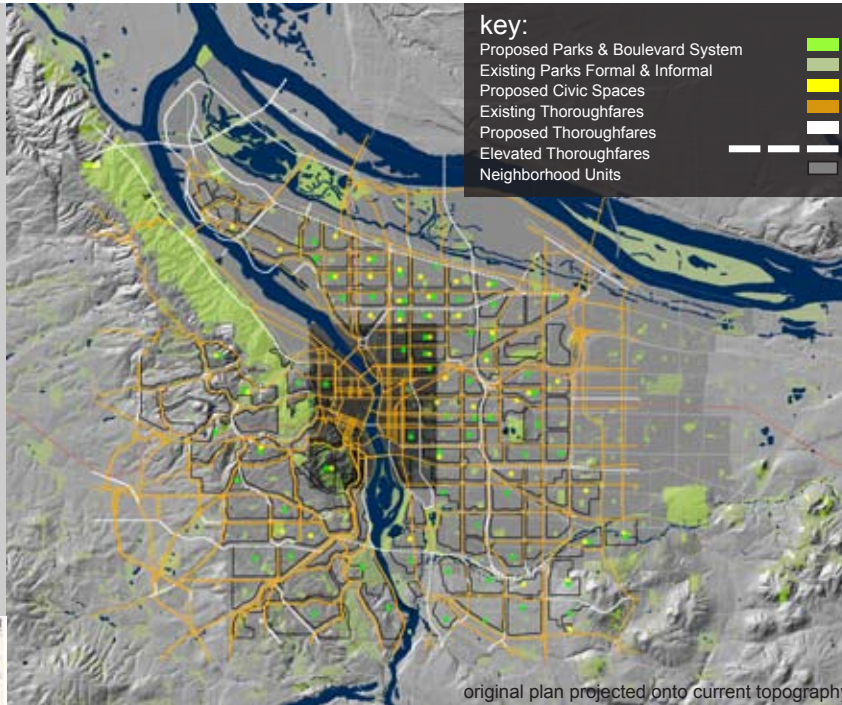 key:
Proposed Parks & Boulevard System
Existing Parks Formal & Informal
Proposed Civic Spaces
Existing Thoroughfares
Proposed Thoroughfares
Elevated Thoroughfares
Neighborhood Units
original plan projected onto current topography